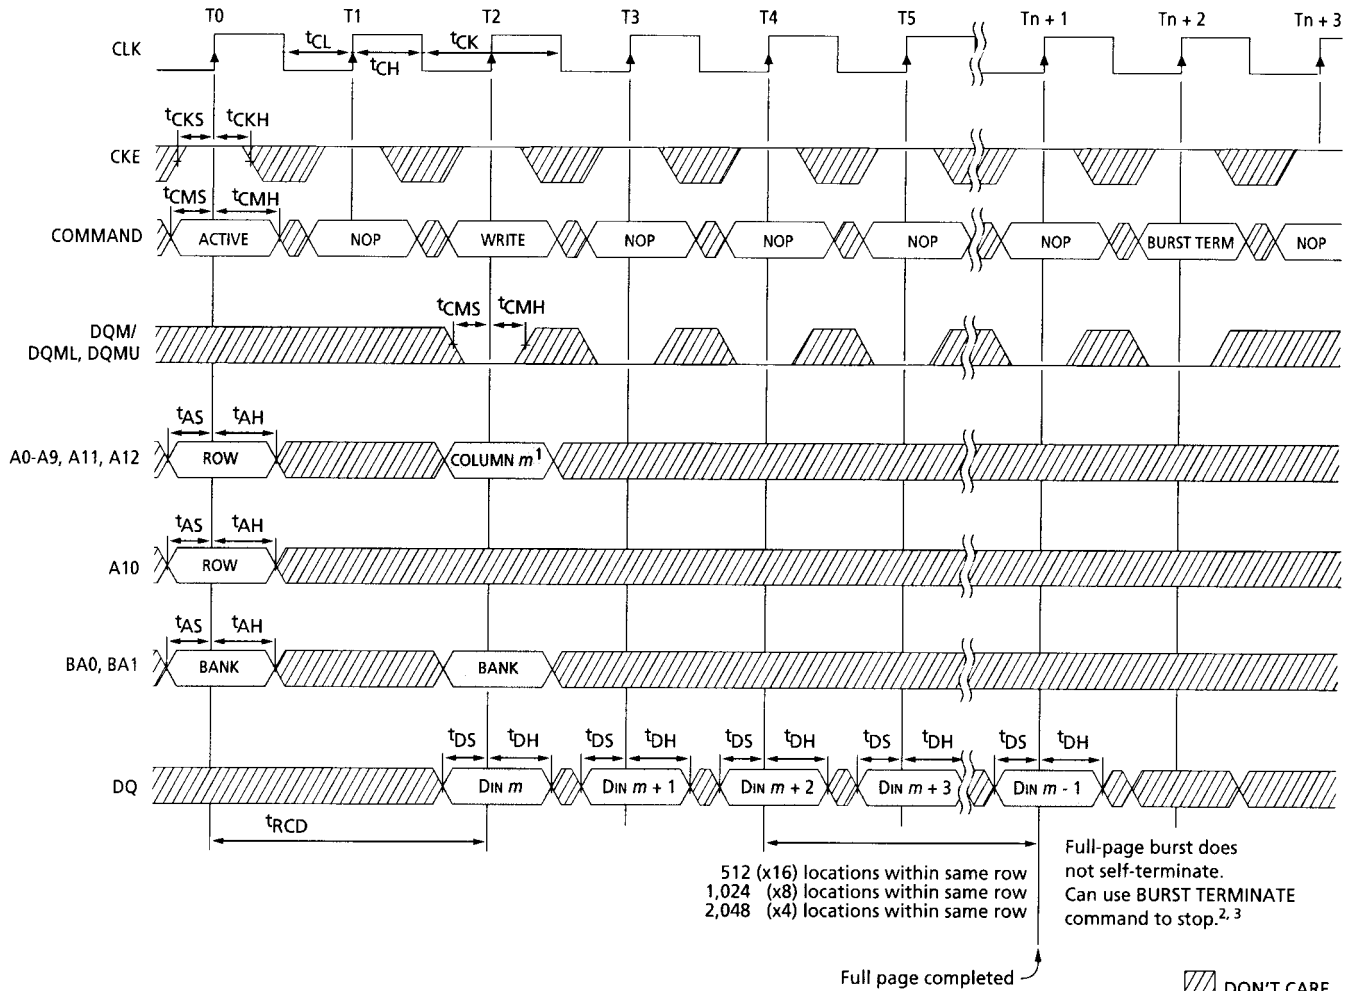 T0 T1 T2 T3 T4 T5 Tn + 1 Tn + 2 Tn + 3
CLK
tCL tCH tCK
CKE
tCKS tCKH
COMMAND
tCMS tCMH
ACTIVE NOP WRITE NOP NOP NOP NOP BURST TERM NOP
DQM/
DQML, DQMU
tCMS tCMH
A0-A9, A11, A12
tAS tAH
ROW COLUMN m1
A10
tAS tAH
ROW
BA0, BA1
tAS tAH
BANK BANK
tDS tDH tDS tDH tDS tDH tDS tDH tDS tDH
DQ
DIN m DIN m + 1 DIN m + 2 DIN m + 3 DIN m - 1
tRCD
512 (x16) locations within same row
1,024 (x8) locations within same row
2,048 (x4) locations within same row
Full-page burst does
not self-terminate.
Can use BURST TERMINATE
command to stop.2, 3
Full page completed
DON'T CARE